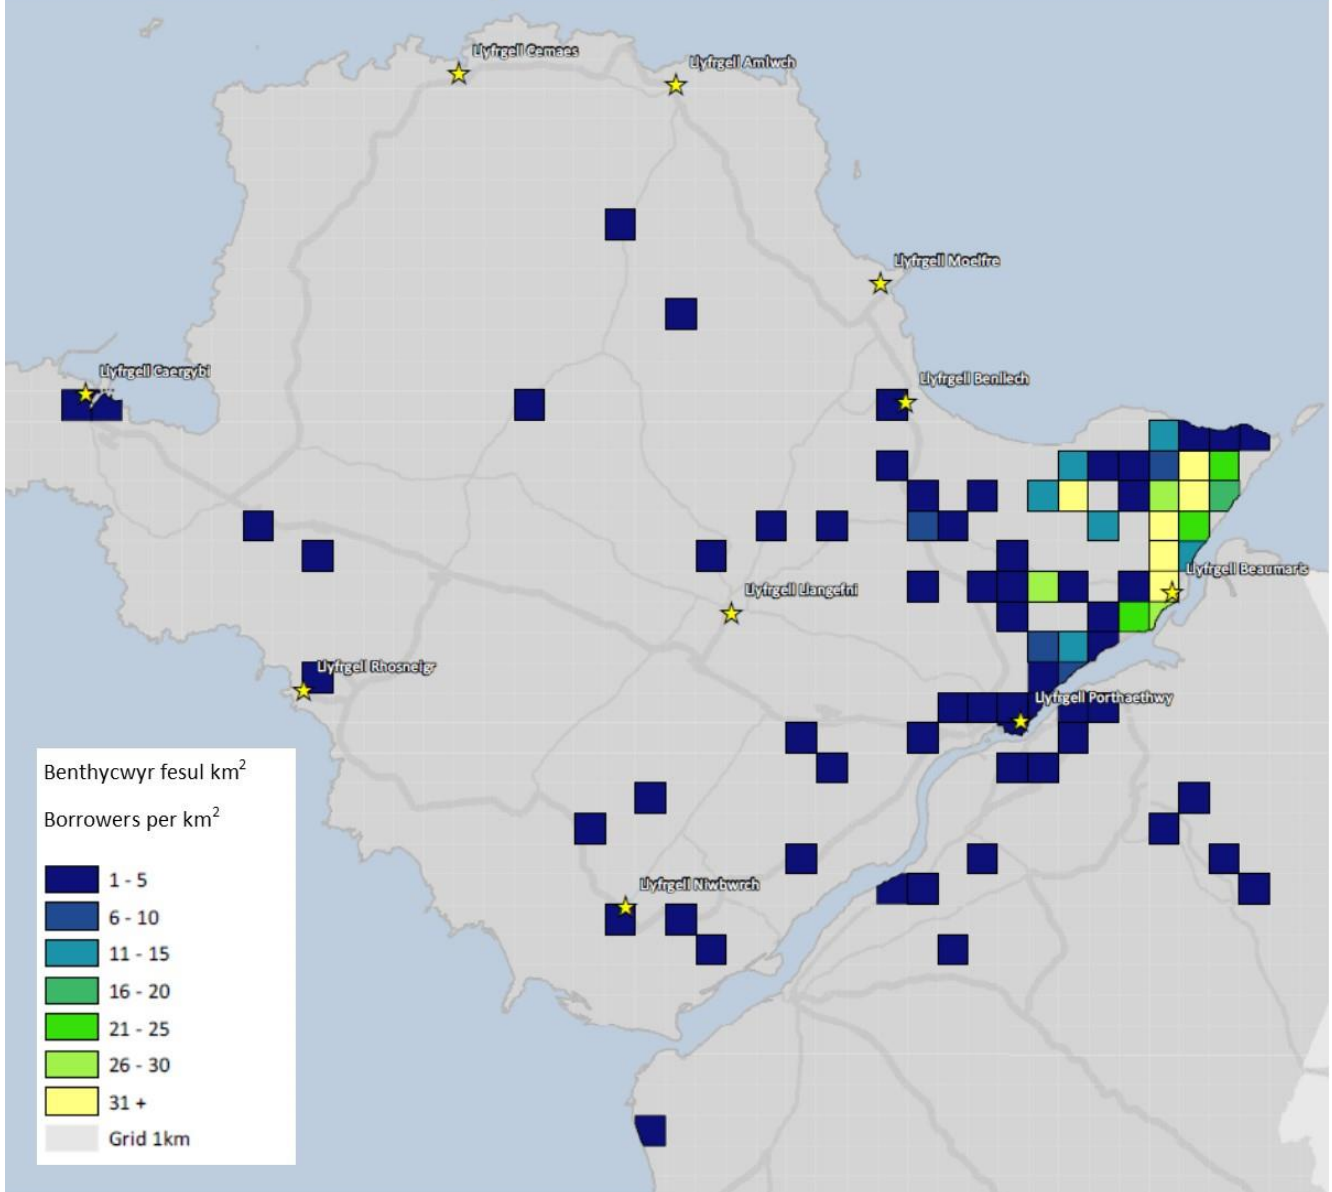 Llyfrgell Cemaes
Llyfrgell Amlwch
Llyfrgell Moelfre
Llyfrgell Caergybi
Llyfrgell Benllech
Llyfrgell Beaumaris
Llyfrgell Llangefni
Llyfrgell Rhosneigr
Llyfrgell Porthaethwy
Llyfrgell Niwbwrch
Benthycwyr fesul km²
Borrowers per km²
1 - 5
6 - 10
11 - 15
16 - 20
21 - 25
26 - 30
31 +
Grid 1km